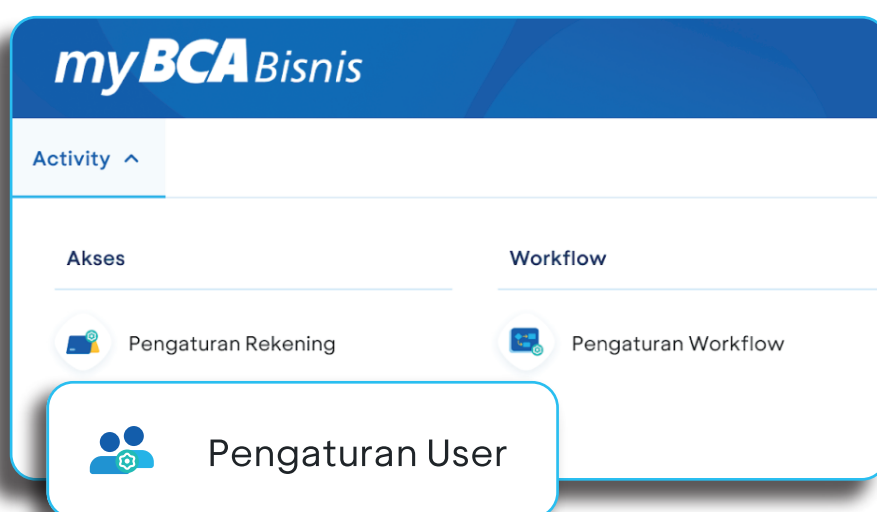 myBCA Bisnis
Activity
Akses
Workflow
Pengaturan Rekening
Pengaturan Workflow
Pengaturan User